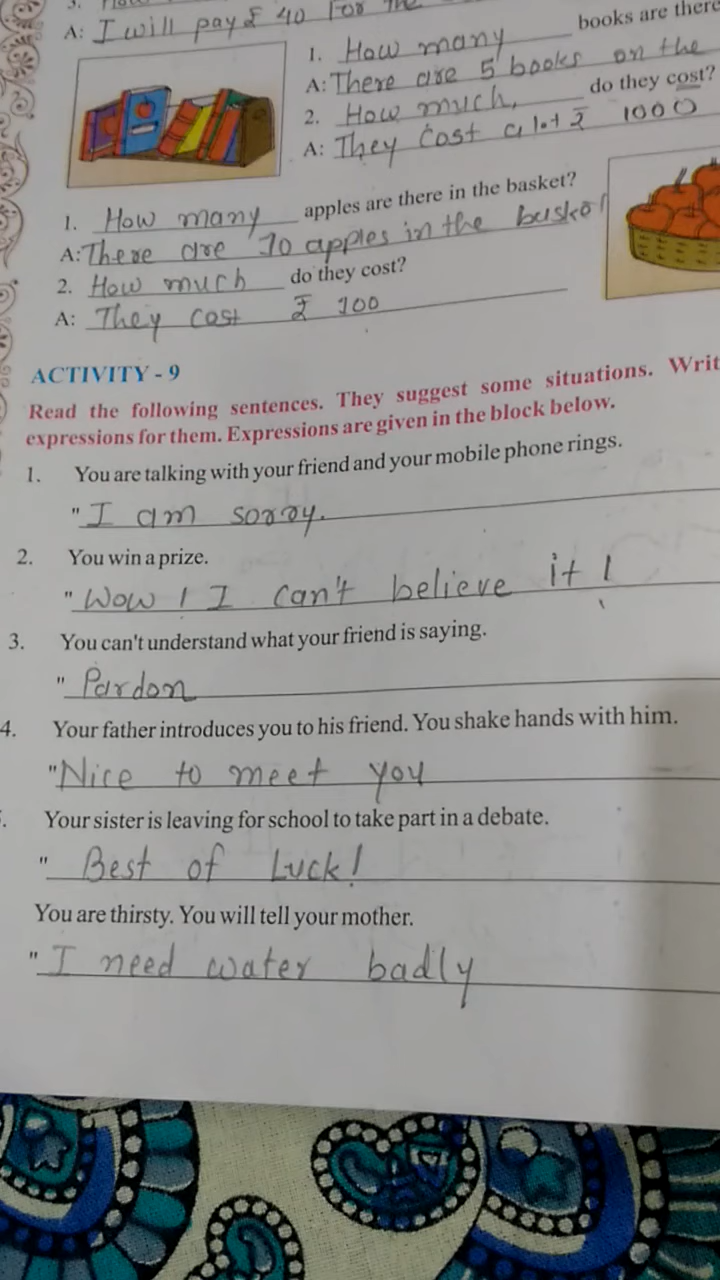 3.
A: I will pay ₹ 40 for the
1. How many books are there
A: There are 5 books on the
2. How much, do they cost?
A: They cost a lot ₹ 1000
1. How many apples are there in the basket?
A: There are 10 apples in the busket
2. How much do they cost?
A: They cost ₹ 100
ACTIVITY - 9
Read the following sentences. They suggest some situations. Writ
expressions for them. Expressions are given in the block below.
1. You are talking with your friend and your mobile phone rings.
" I am sorry.
2. You win a prize.
" Wow ! I can't believe it !
3. You can't understand what your friend is saying.
" Pardon
4. Your father introduces you to his friend. You shake hands with him.
"Nice to meet you
. Your sister is leaving for school to take part in a debate.
" Best of Luck!
You are thirsty. You will tell your mother.
" I need water badly